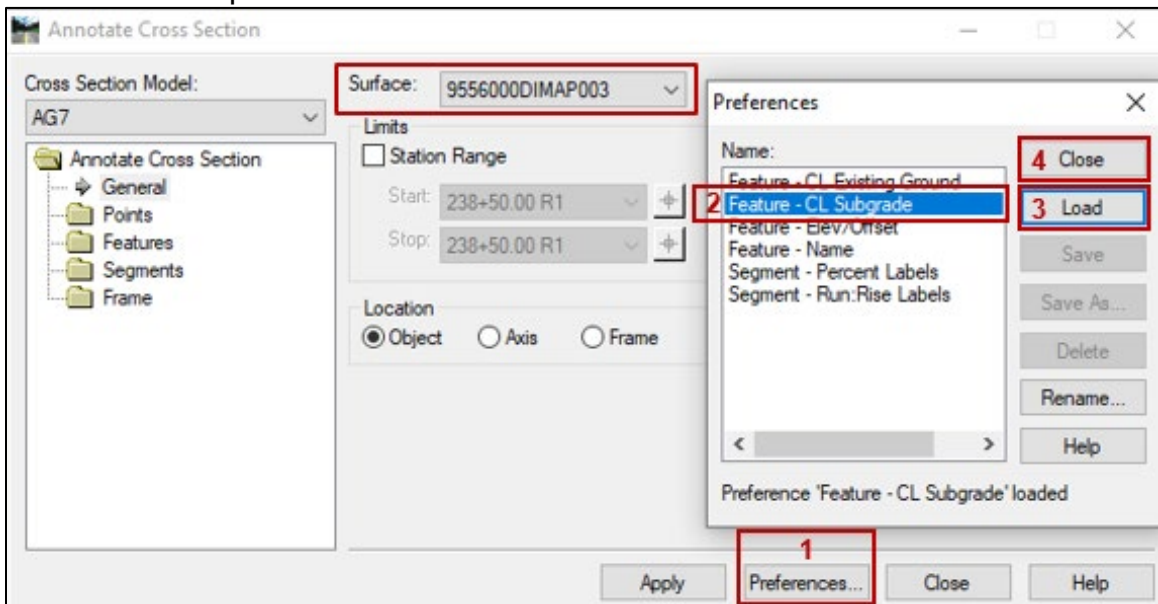 Annotate Cross Section
Cross Section Model:
AG7
Annotate Cross Section
General
Points
Features
Segments
Frame
Surface: 9556000DIMAP003
Limits
Station Range
Start: 238+50.00 R1
Stop: 238+50.00 R1
Location
Object Axis Frame
Preferences
Name:
Feature - CL Existing Ground
2 Feature - CL Subgrade
Feature - Elev/Offset
Feature - Name
Segment - Percent Labels
Segment - Run:Rise Labels
4 Close
3 Load
Save
Save As...
Delete
Rename...
Help
Preference 'Feature - CL Subgrade' loaded
1
Apply Preferences... Close Help